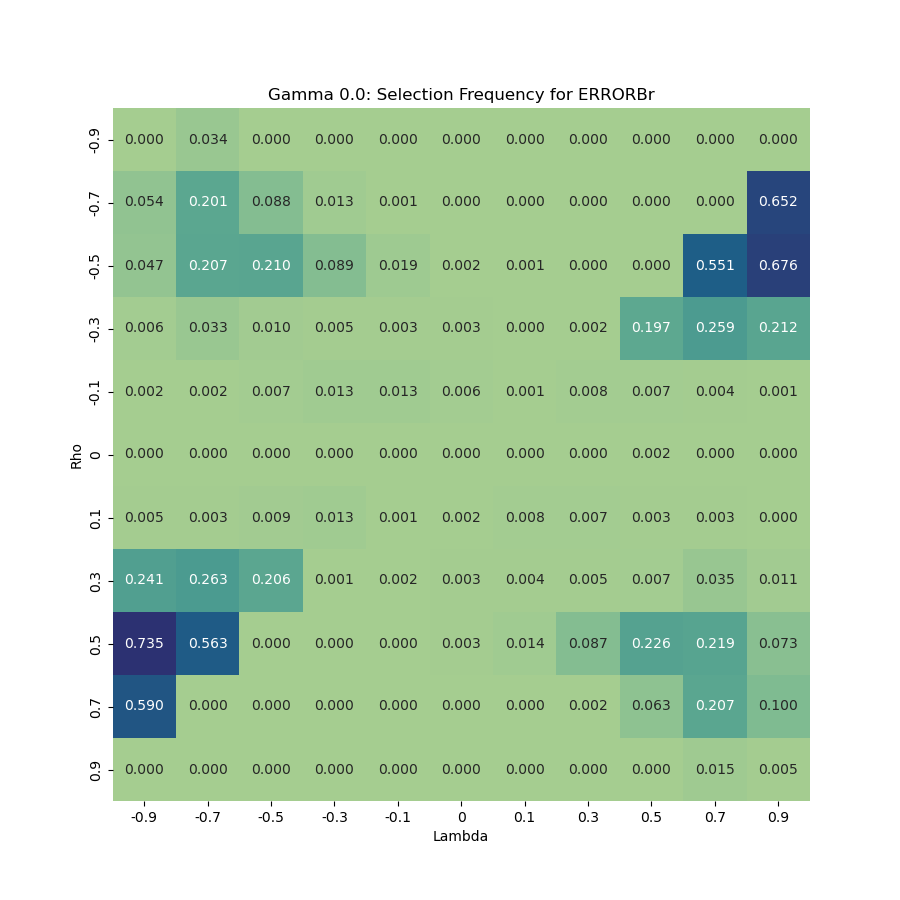 Gamma 0.0: Selection Frequency for ERRORBr
-0.9 0.000 0.034 0.000 0.000 0.000 0.000 0.000 0.000 0.000 0.000 0.000
-0.7 0.054 0.201 0.088 0.013 0.001 0.000 0.000 0.000 0.000 0.000 0.652
-0.5 0.047 0.207 0.210 0.089 0.019 0.002 0.001 0.000 0.000 0.551 0.676
-0.3 0.006 0.033 0.010 0.005 0.003 0.003 0.000 0.002 0.197 0.259 0.212
-0.1 0.002 0.002 0.007 0.013 0.013 0.006 0.001 0.008 0.007 0.004 0.001
Rho
0 0.000 0.000 0.000 0.000 0.000 0.000 0.000 0.000 0.002 0.000 0.000
0.1 0.005 0.003 0.009 0.013 0.001 0.002 0.008 0.007 0.003 0.003 0.000
0.3 0.241 0.263 0.206 0.001 0.002 0.003 0.004 0.005 0.007 0.035 0.011
0.5 0.735 0.563 0.000 0.000 0.000 0.003 0.014 0.087 0.226 0.219 0.073
0.7 0.590 0.000 0.000 0.000 0.000 0.000 0.000 0.002 0.063 0.207 0.100
0.9 0.000 0.000 0.000 0.000 0.000 0.000 0.000 0.000 0.000 0.015 0.005
-0.9 -0.7 -0.5 -0.3 -0.1 0 0.1 0.3 0.5 0.7 0.9
Lambda